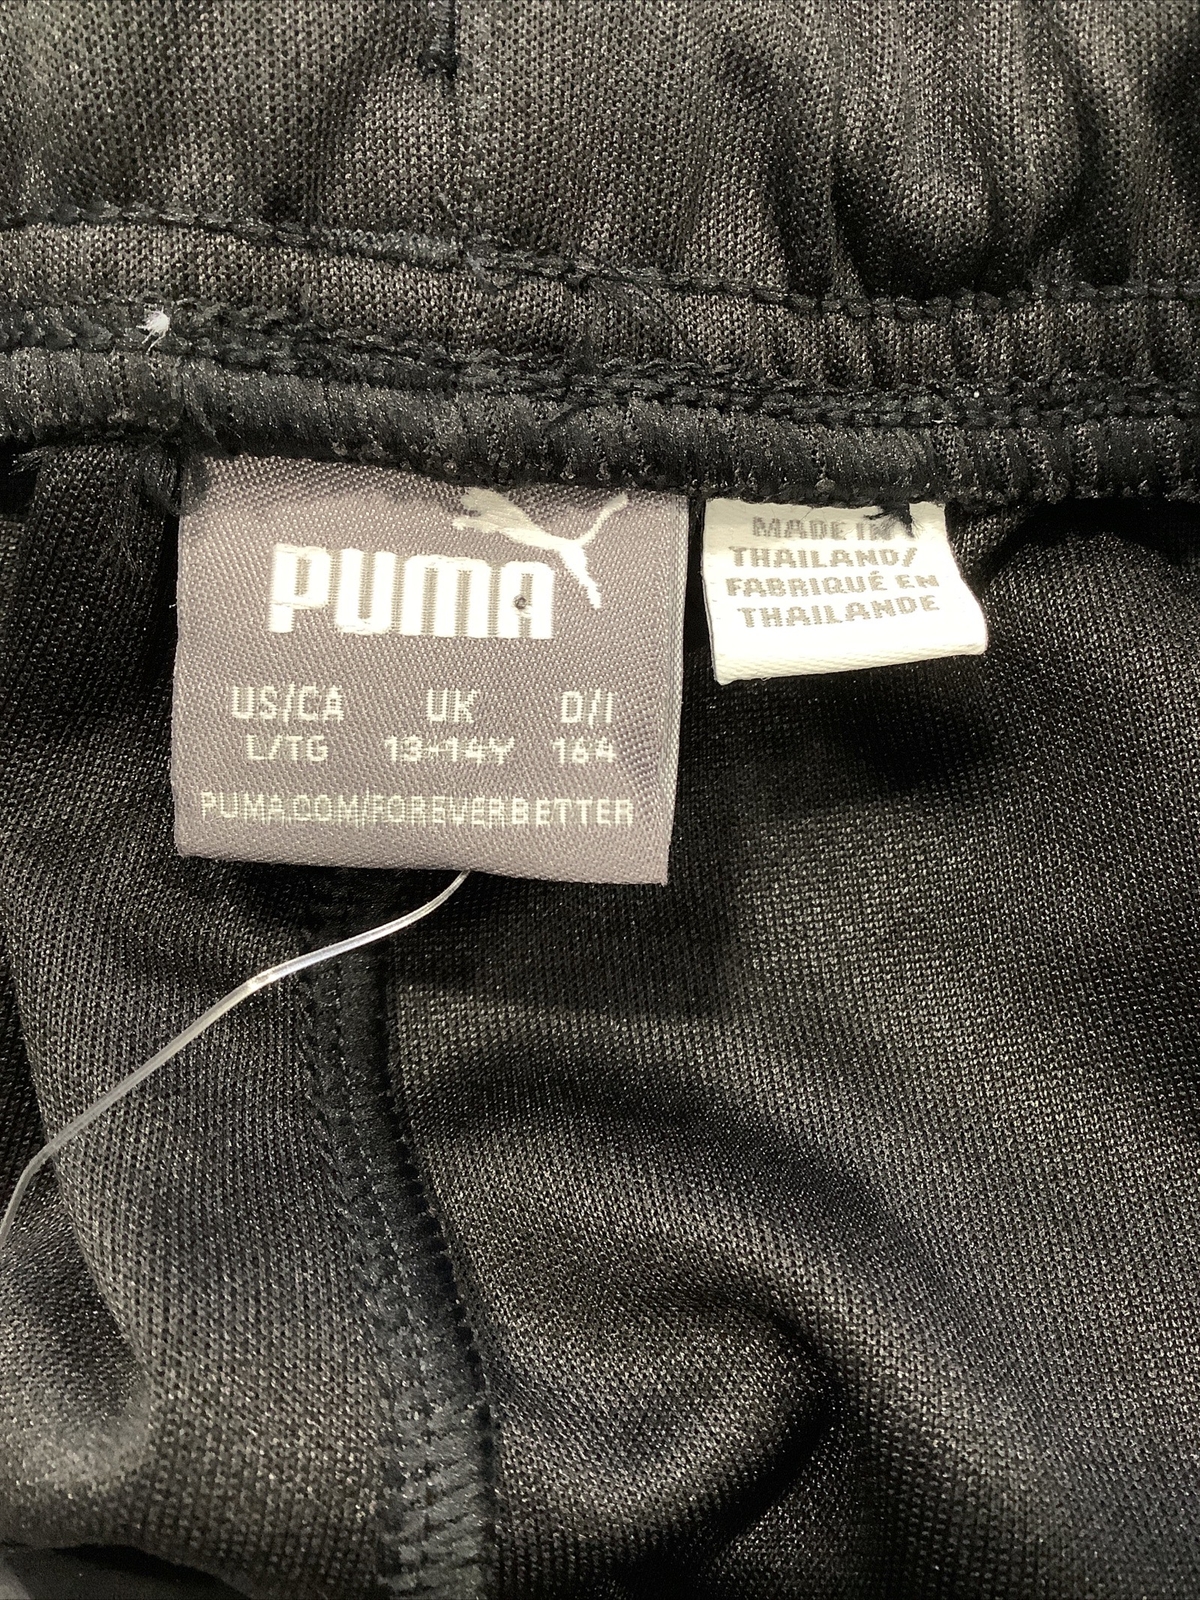 PUMA
US/CA UK D/I
L/TG 13-14Y 164
PUMA.COM/FOREVERBETTER
MADE IN
THAILAND/
FABRIQUÉ EN
THAILANDE